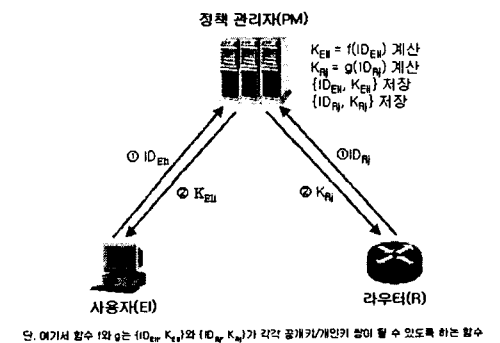 정책 관리자(PM)
K_EIi = f(ID_EIi) 계산
K_Rj = g(ID_Rj) 계산
{ID_EIi, K_EIi} 저장
{ID_Rj, K_Rj} 저장
① ID_EIi
①ID_Rj
② K_EIi
② K_Rj
사용자(EI)
라우터(R)
단. 여기서 함수 f와 g는 {ID_EIi, K_EIi}와 {ID_Rj, K_Rj}가 각각 공개키/개인키 쌍이 될 수 있도록 하는 함수